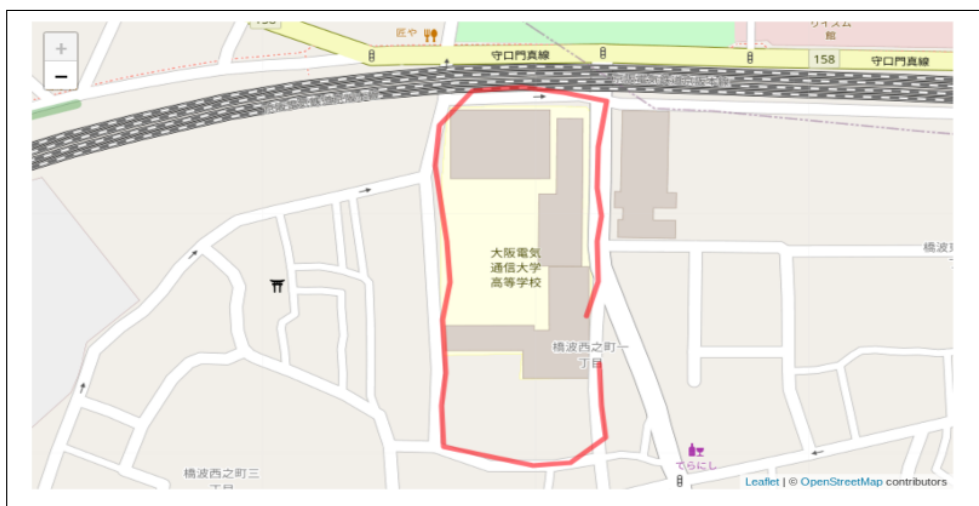 158
匠や
館
守口門真線
158
守口門真線
+
−
大阪電気
通信大学
高等学校
橋波西之町一
丁目
橋波西之町三
てらにし
Leaflet | © OpenStreetMap contributors